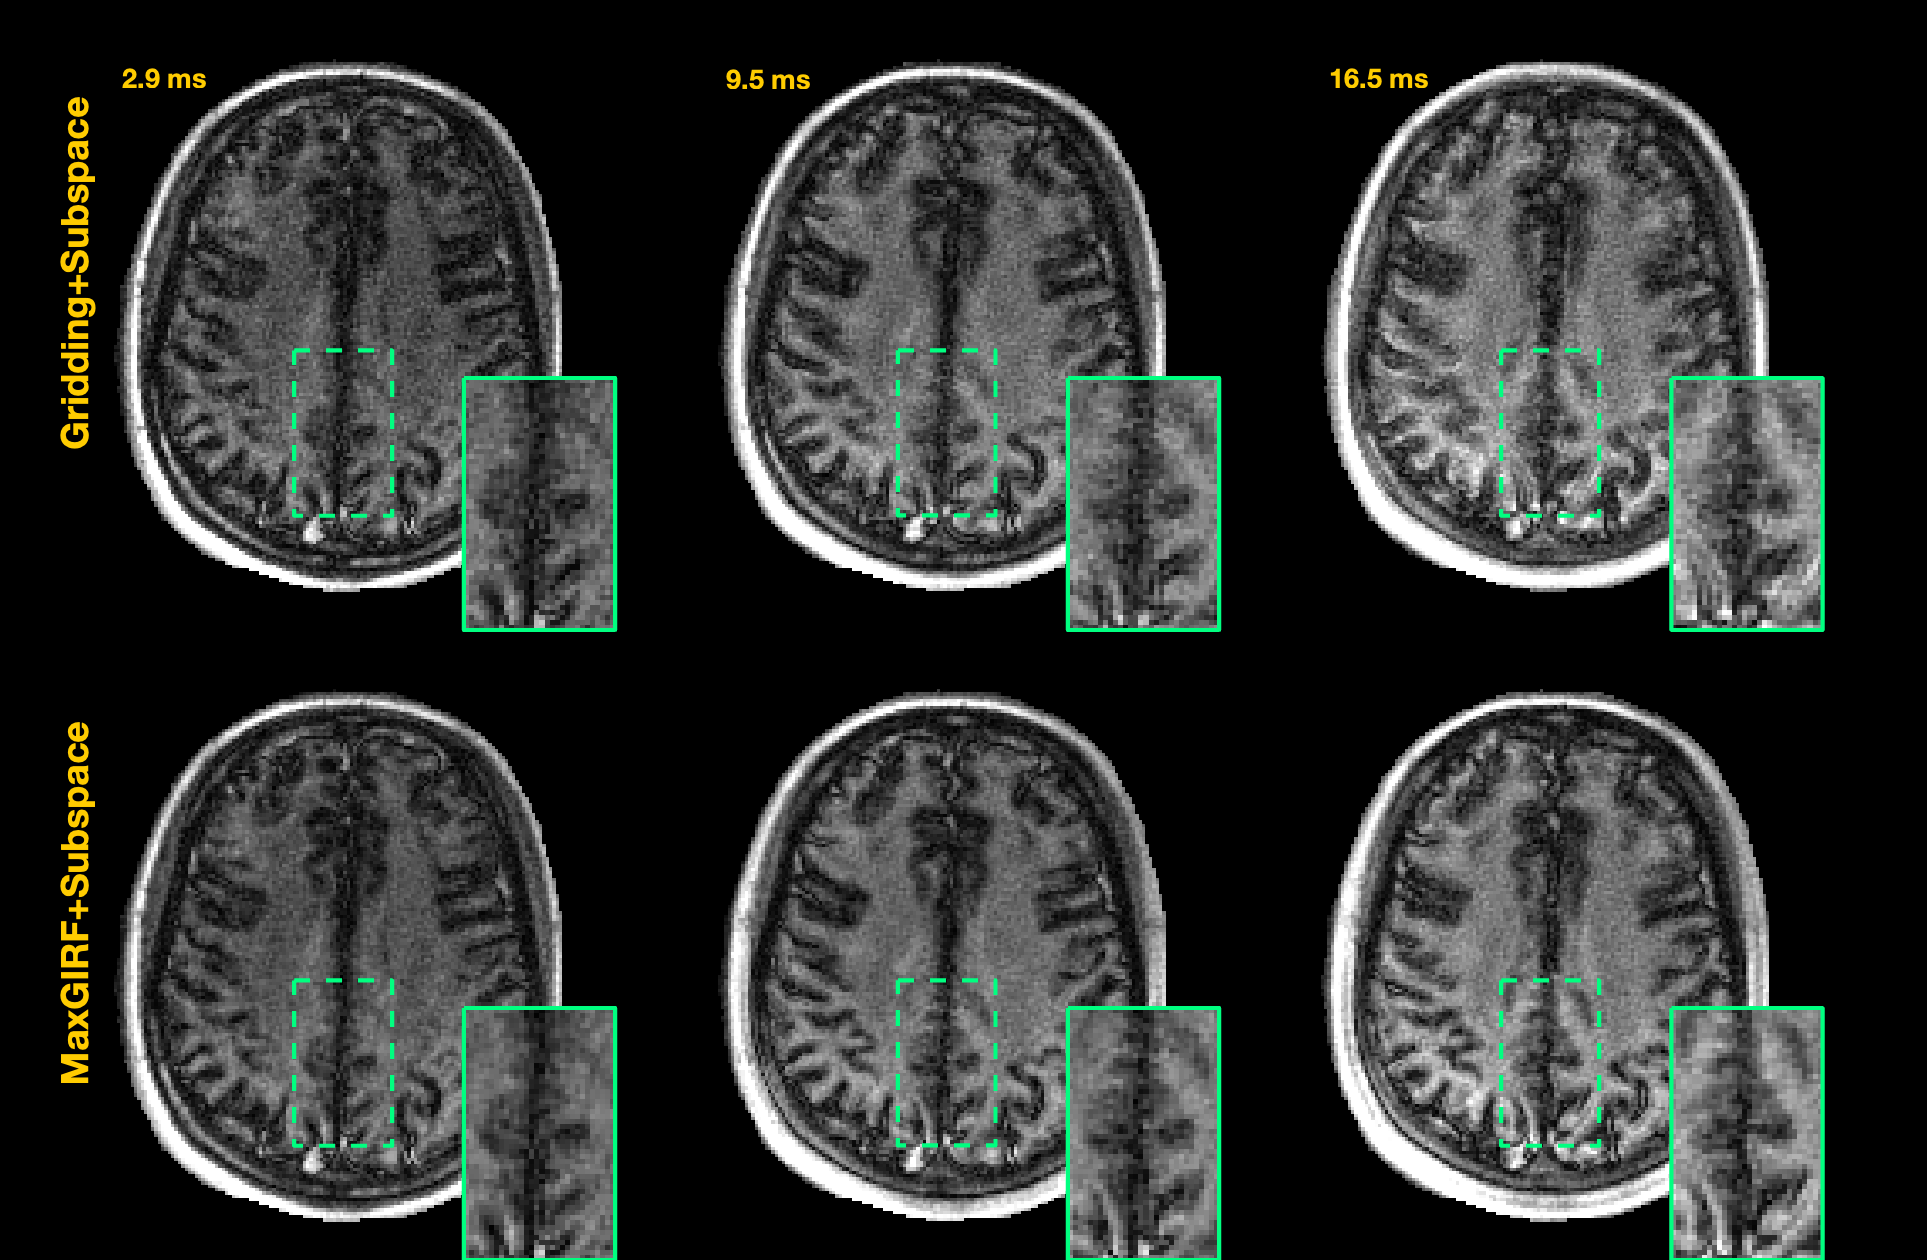 2.9 ms
9.5 ms
16.5 ms
Gridding+Subspace
MaxGIRF+Subspace